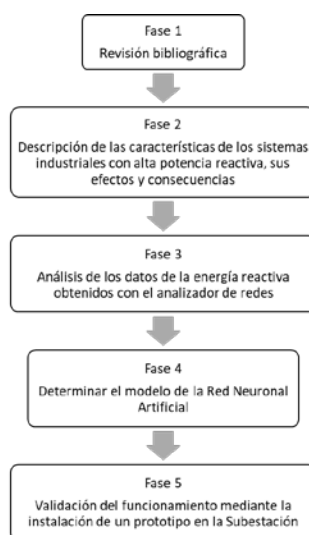 Fase 1
Revisión bibliográfica
Fase 2
Descripción de las características de los sistemas
industriales con alta potencia reactiva, sus
efectos y consecuencias
Fase 3
Análisis de los datos de la energía reactiva
obtenidos con el analizador de redes
Fase 4
Determinar el modelo de la Red Neuronal
Artificial
Fase 5
Validación del funcionamiento mediante la
instalación de un prototipo en la Subestación